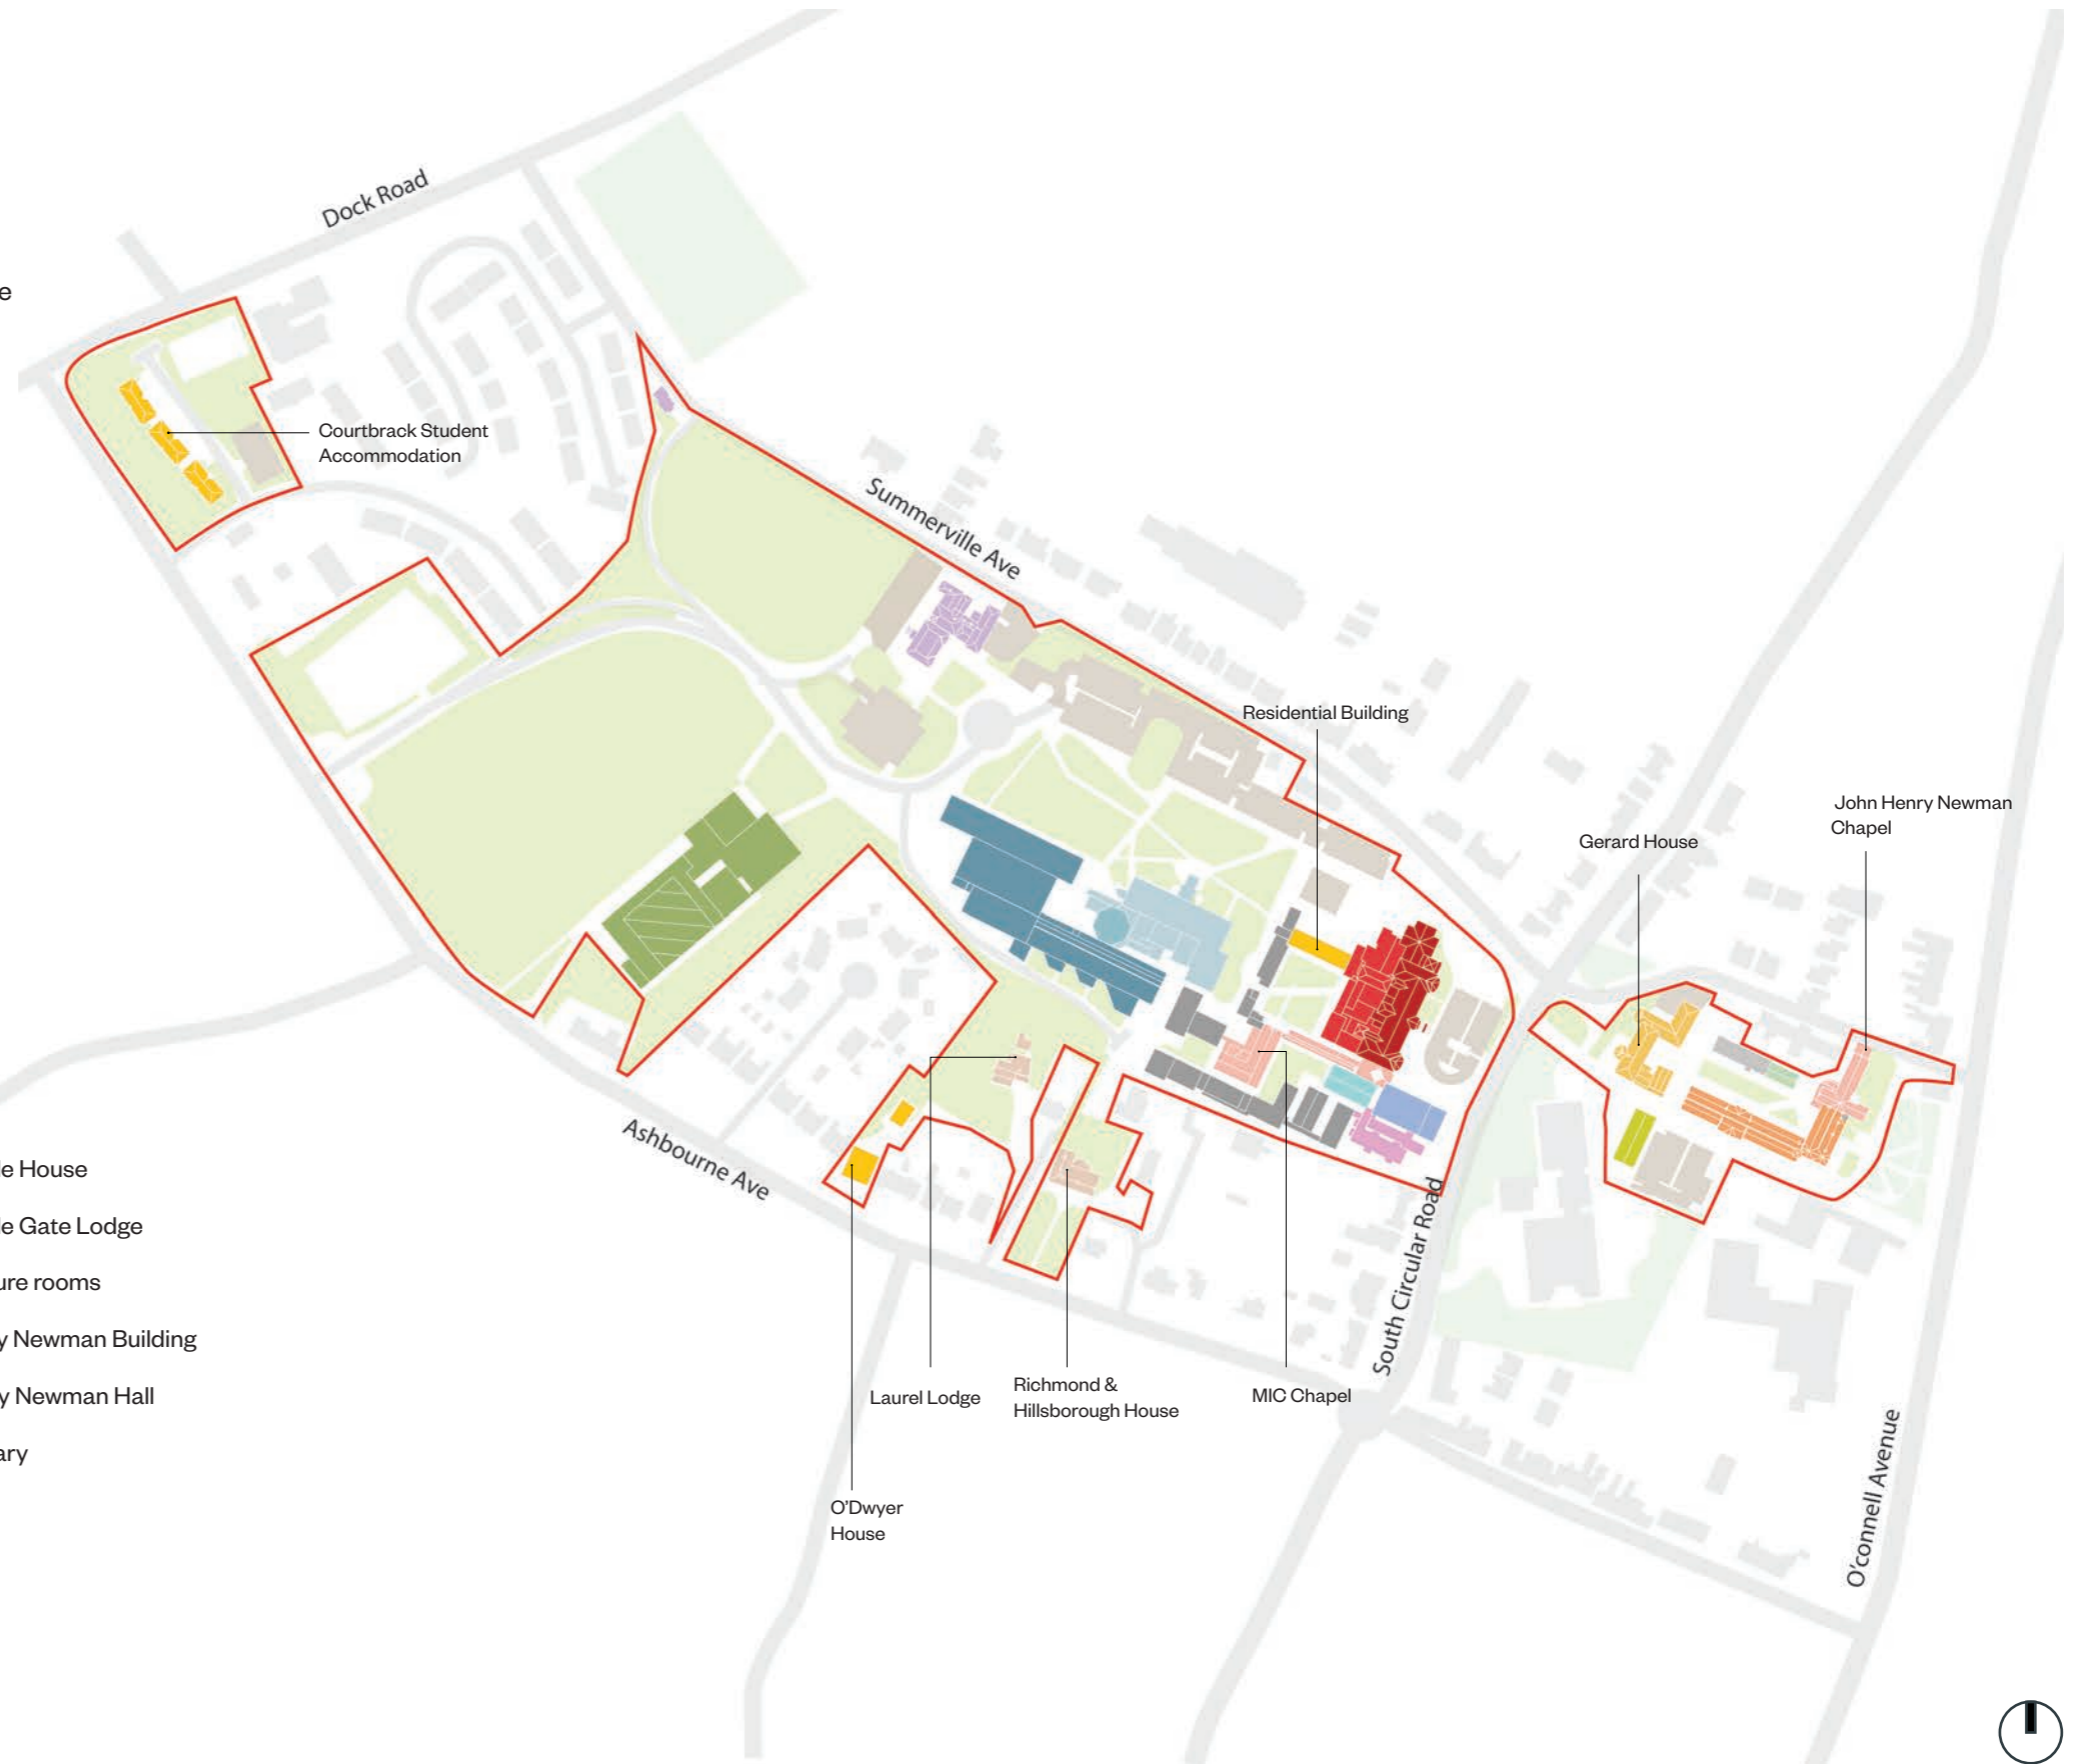 Dock Road
e
Courtbrack Student
Accommodation
Summerville Ave
Residential Building
John Henry Newman
Chapel
Gerard House
le House
Ashbourne Ave
le Gate Lodge
ure rooms
y Newman Building
y Newman Hall
ary
South Circular Road
Laurel Lodge
Richmond &
Hillsborough House
MIC Chapel
O'Dwyer
House
O'connell Avenue